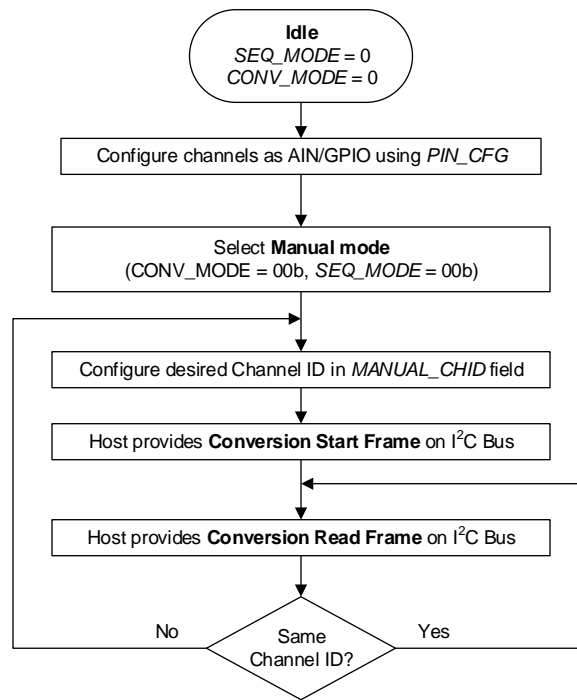 Idle
SEQ_MODE = 0
CONV_MODE = 0
Configure channels as AIN/GPIO using PIN_CFG
Select Manual mode
(CONV_MODE = 00b, SEQ_MODE = 00b)
Configure desired Channel ID in MANUAL_CHID field
Host provides Conversion Start Frame on I²C Bus
Host provides Conversion Read Frame on I²C Bus
No
Yes
Same
Channel ID?